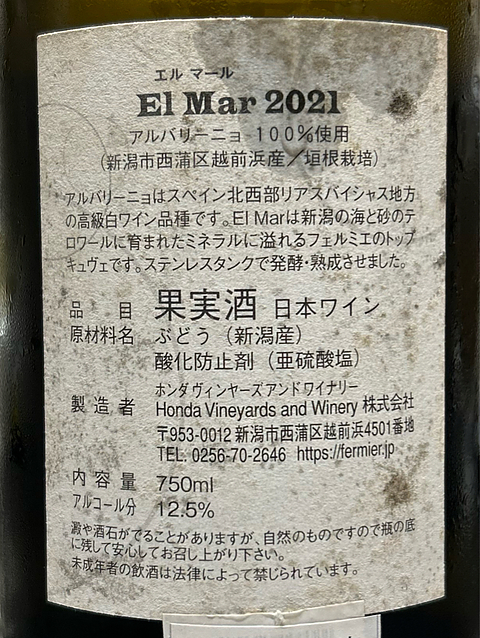 エル マール
El Mar 2021
アルバリーニョ 100%使用
(新潟市西蒲区越前浜産/垣根栽培)
アルバリーニョはスペイン北西部リアスバイシャス地方
の高級白ワイン品種です。El Marは新潟の海と砂のテ
ロワールに育まれたミネラルに溢れるフェルミエのトップ
キュヴェです。ステンレスタンクで発酵・熟成させました。
品 目 果実酒 日本ワイン
原材料名 ぶどう(新潟産)
酸化防止剤(亜硫酸塩)
ホンダヴィンヤーズアンドワイナリー
製造者 Honda Vineyards and Winery 株式会社
〒953-0012 新潟市西蒲区越前浜4501番地
TEL. 0256-70-2646 https://fermier.jp
内容量 750ml
アルコール分 12.5%
澱や酒石がでることがありますが、自然のものですので瓶の底
に残して安心してお召し上がり下さい。
未成年者の飲酒は法律によって禁じられています。